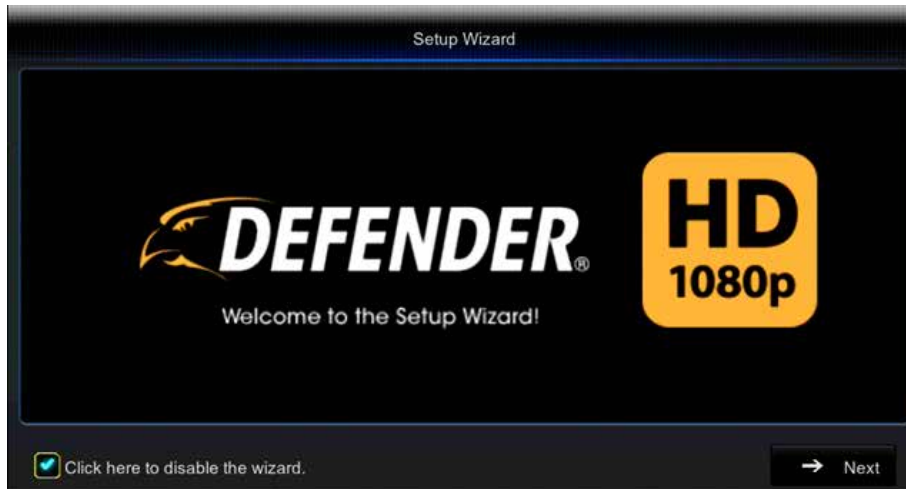 Setup Wizard
DEFENDER®
Welcome to the Setup Wizard!
HD
1080p
Click here to disable the wizard.
Next